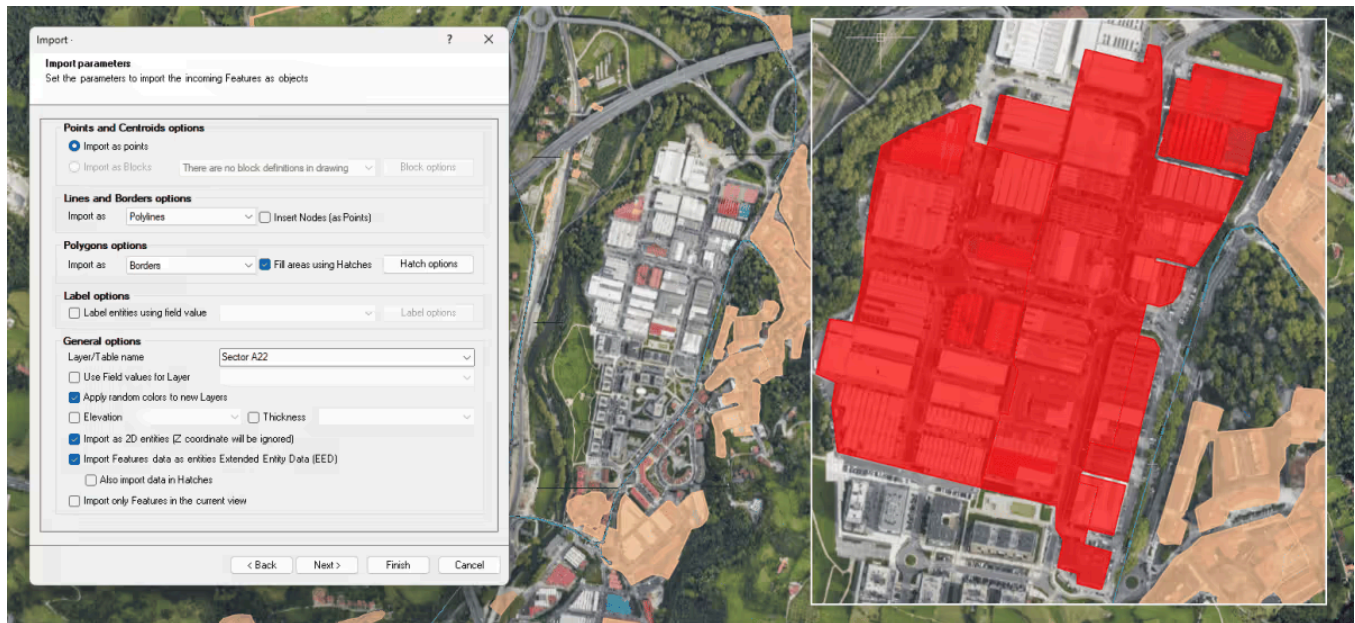 Import · ? ×
Import parameters
Set the parameters to import the incoming Features as objects
Points and Centroids options
Import as points
Import as Blocks There are no block definitions in drawing Block options
Lines and Borders options
Import as Polylines Insert Nodes (as Points)
Polygons options
Import as Borders Fill areas using Hatches Hatch options
Label options
Label entities using field value Label options
General options
Layer/Table name Sector A22
Use Field values for Layer
Apply random colors to new Layers
Elevation Thickness
Import as 2D entities (Z coordinate will be ignored)
Import Features data as entities Extended Entity Data (EED)
Also import data in Hatches
Import only Features in the current view
< Back Next > Finish Cancel